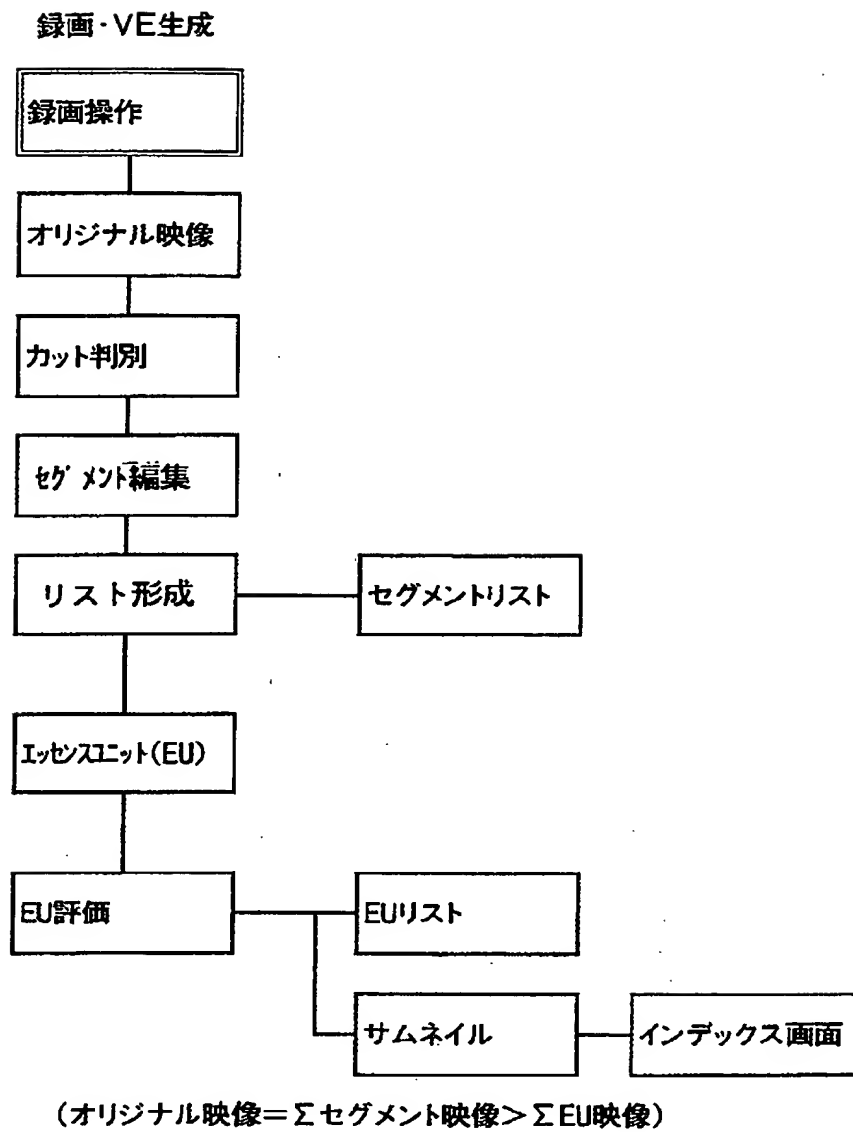 録画・VE生成
録画操作
オリジナル映像
カット判別
セグメント編集
リスト形成
セグメントリスト
エッセンスユニット(EU)
EU評価
EUリスト
サムネイル
インデックス画面
(オリジナル映像=Σセグメント映像>ΣEU映像)